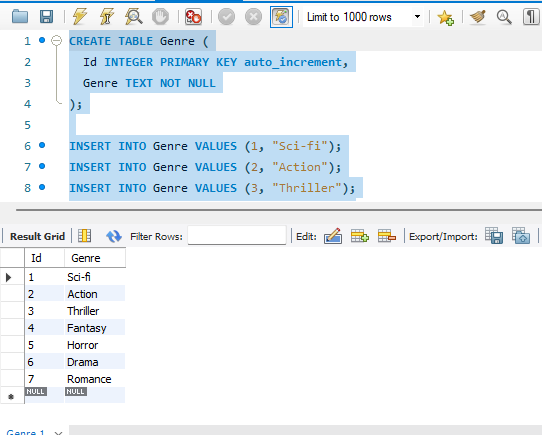 Limit to 1000 rows
1 CREATE TABLE Genre (
2 Id INTEGER PRIMARY KEY auto_increment,
3 Genre TEXT NOT NULL
4 );
5
6 INSERT INTO Genre VALUES (1, "Sci-fi");
7 INSERT INTO Genre VALUES (2, "Action");
8 INSERT INTO Genre VALUES (3, "Thriller");
Result Grid Filter Rows: Edit: Export/Import:
Id Genre
1 Sci-fi
2 Action
3 Thriller
4 Fantasy
5 Horror
6 Drama
7 Romance
NULL NULL
Genre 1